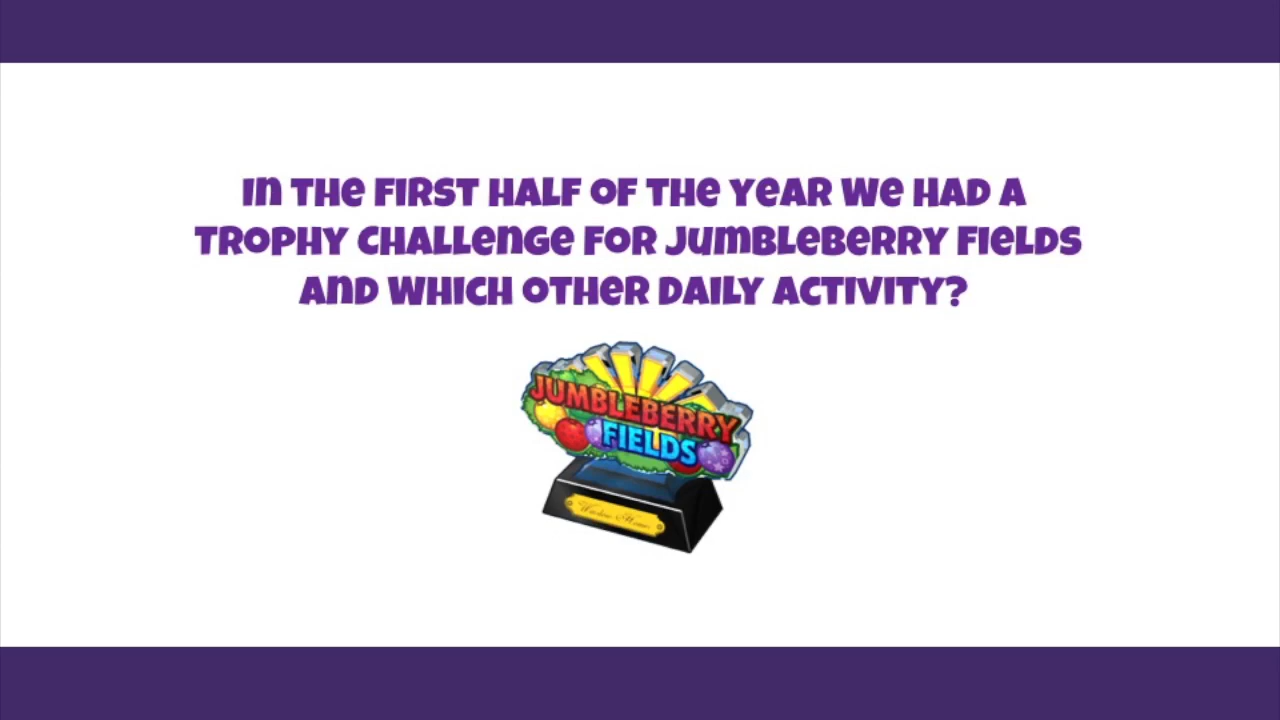 In the first half of the year we had a
trophy challenge for Jumbleberry Fields
and which other daily activity?
JUMBLEBERRY
FIELDS